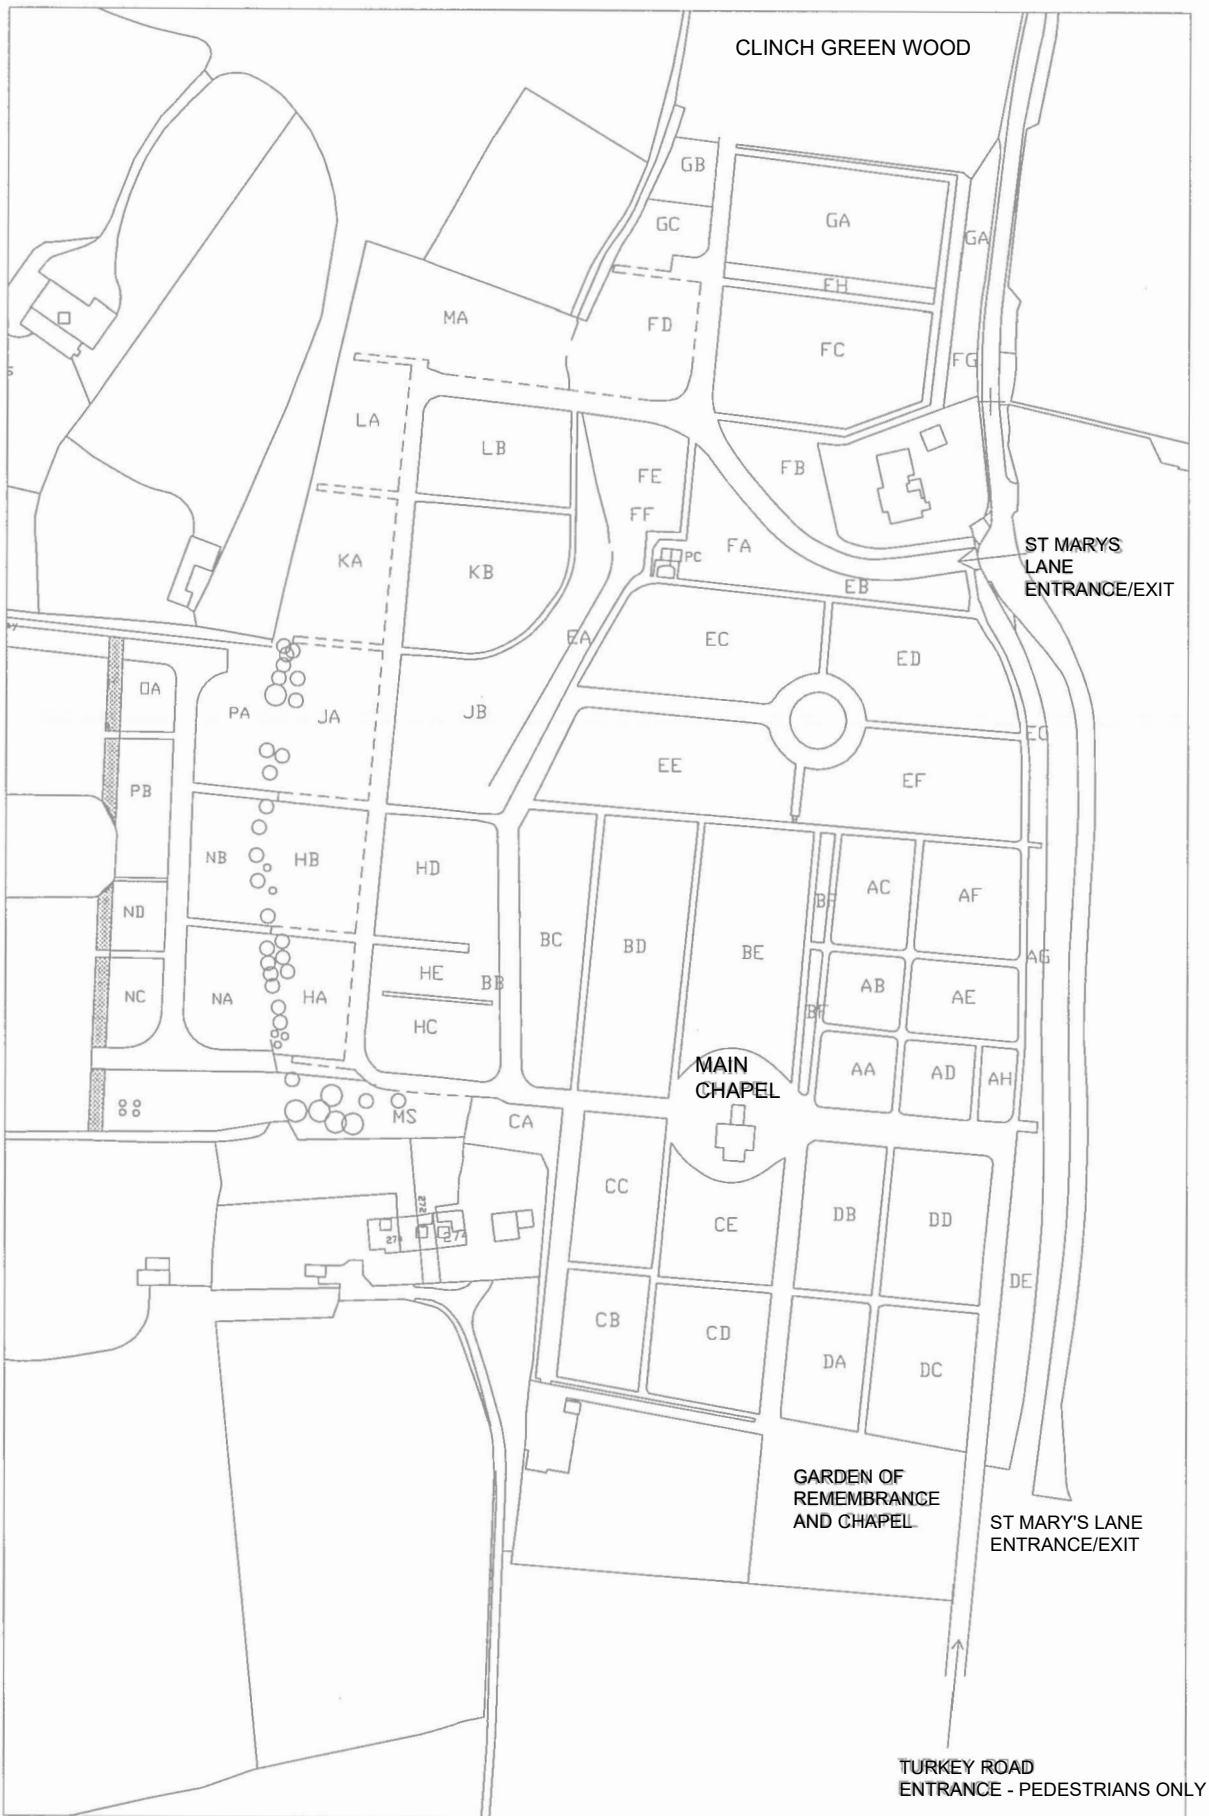 CLINCH GREEN WOOD
GB
GA
GC
GA
FH
MA
FD
FC
FG
LA
LB
FB
FE
FF
FA
PC
ST MARYS
LANE
ENTRANCE/EXIT
KA
KB
EB
EA
EC
ED
OA
PA
JA
JB
EG
EE
EF
PB
NB
HB
HD
AC
AF
BF
ND
BC
BD
BE
AG
HE
BB
AB
AE
NC
NA
HA
HC
BF
MAIN
CHAPEL
AA
AD
AH
MS
CA
CC
CE
DB
DD
272
274
DE
CB
CD
DA
DC
GARDEN OF
REMEMBRANCE
AND CHAPEL
ST MARY'S LANE
ENTRANCE/EXIT
TURKEY ROAD
ENTRANCE - PEDESTRIANS ONLY